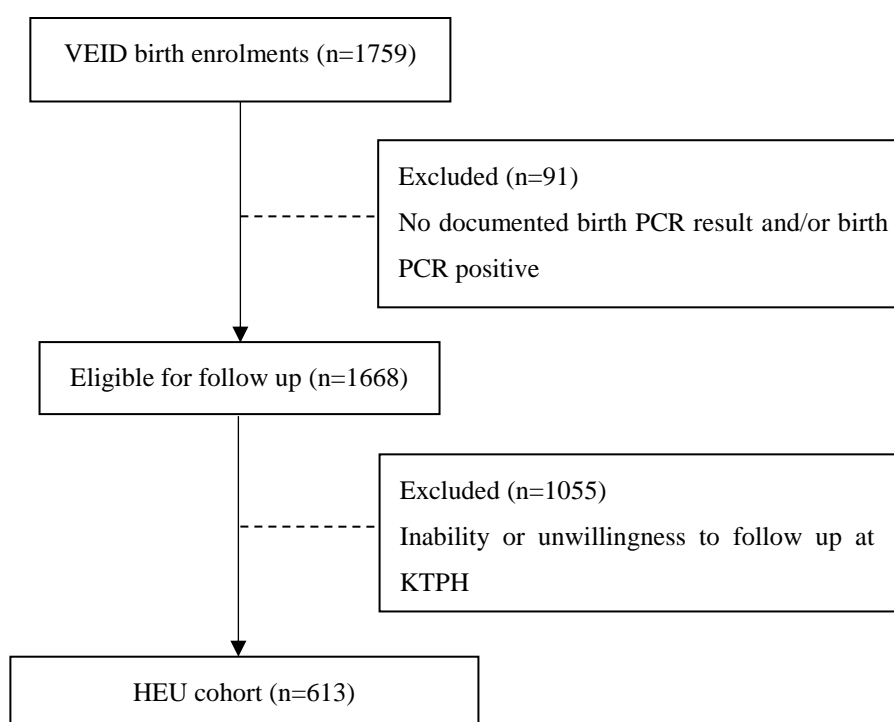 VEID birth enrolments (n=1759)
Excluded (n=91)
No documented birth PCR result and/or birth
PCR positive
Eligible for follow up (n=1668)
Excluded (n=1055)
Inability or unwillingness to follow up at
KTPH
HEU cohort (n=613)